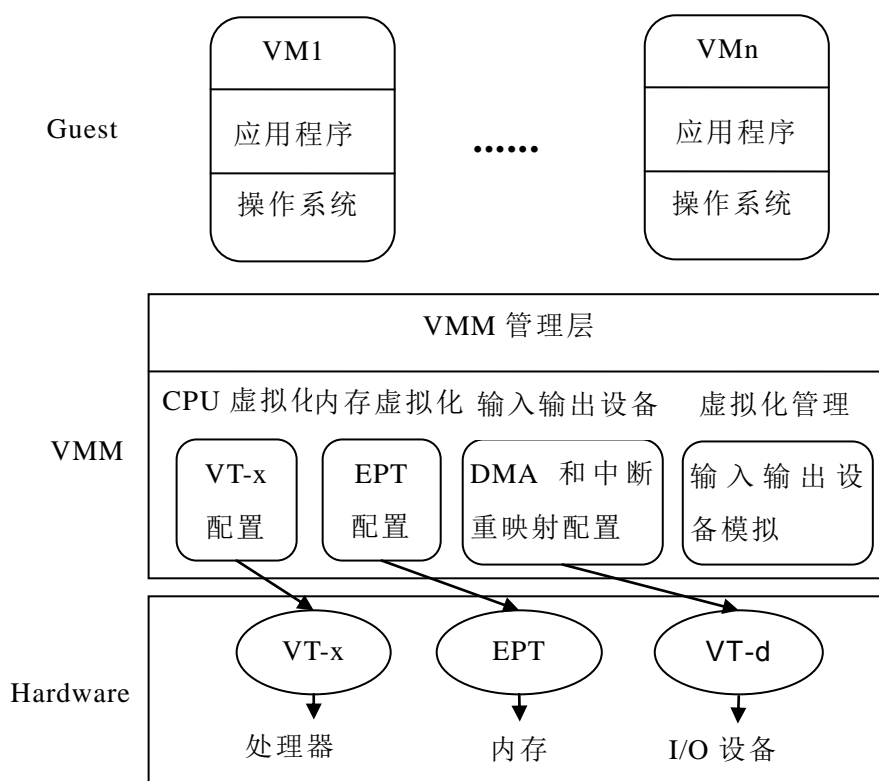 VM1
VMn
Guest
应用程序
......
应用程序
操作系统
操作系统
VMM 管理层
CPU 虚拟化内存虚拟化 输入输出设备 虚拟化管理
VMM
VT-x
配置
EPT
配置
DMA 和中断
重映射配置
输入输出设
备模拟
VT-x
EPT
VT-d
Hardware
处理器
内存
I/O 设备